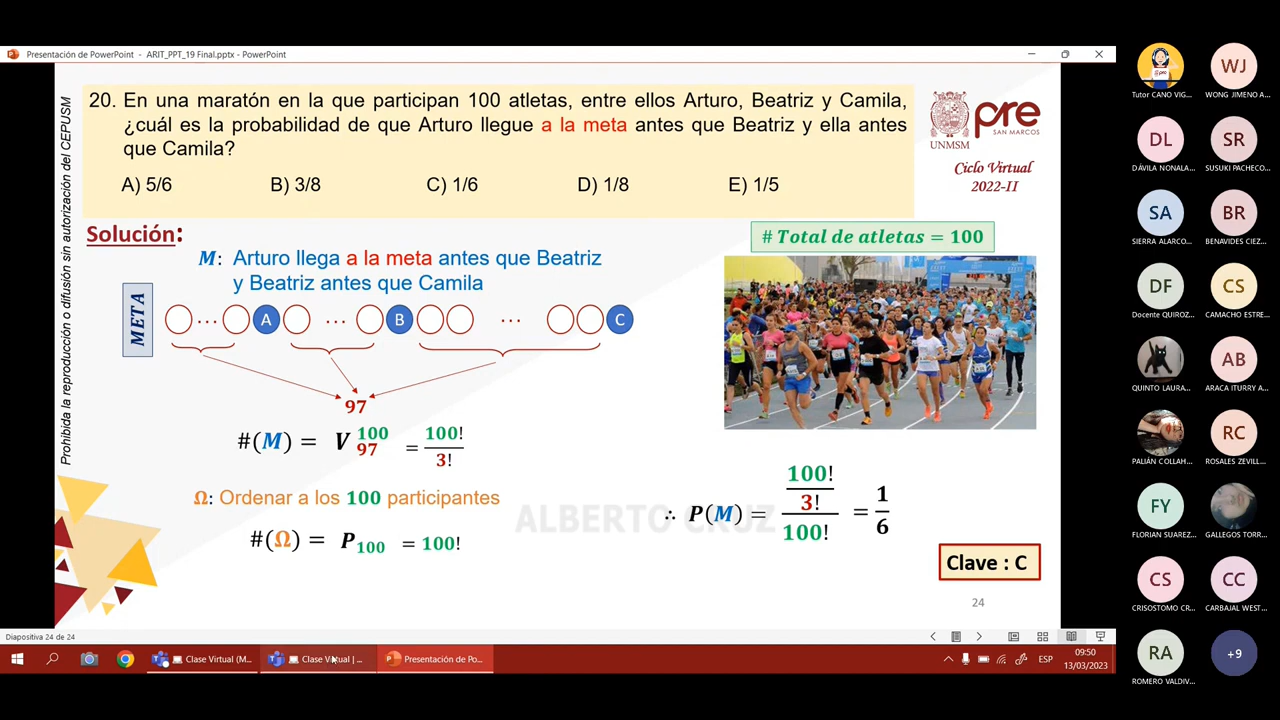 Presentación de PowerPoint - ARIT_PPT_19 Final.pptx - PowerPoint
Prohibida la reproducción o difusión sin autorización del CEPUSM
20. En una maratón en la que participan 100 atletas, entre ellos Arturo, Beatriz y Camila,
¿cuál es la probabilidad de que Arturo llegue a la meta antes que Beatriz y ella antes
que Camila?
A) 5/6 B) 3/8 C) 1/6 D) 1/8 E) 1/5
UNMSM
pre
SAN MARCOS
Ciclo Virtual
2022-II
Solución:
# Total de atletas = 100
M: Arturo llega a la meta antes que Beatriz
y Beatriz antes que Camila
META
... A ... B ... C
97
#(M) = V 100 97 = 100!/3!
Ω: Ordenar a los 100 participantes
#(Ω) = P100 = 100!
ALBERTO CRUZ
∴ P(M) = (100!/3!)/100! = 1/6
Clave : C
24
Diapositiva 24 de 24
Clase Virtual (M...
Clase Virtual | ...
Presentación de Po...
ESP
09:50
13/03/2023
Tutor CANO VIG...
WJ
WONG JIMENO A...
DL
DÁVILA NONALA...
SR
SUSUKI PACHECO...
SA
SIERRA ALARCO...
BR
BENAVIDES CIEZ...
DF
Docente QUIROZ...
CS
CAMACHO ESTRE...
QUINTO LAURA...
AB
ARACA ITURRY A...
PALIÁN COLLAH...
RC
ROSALES ZEVILL...
FY
FLORIAN SUAREZ...
GALLEGOS TORR...
CS
CRISOSTOMO CR...
CC
CARBAJAL WEST...
RA
ROMERO VALDIV...
+9